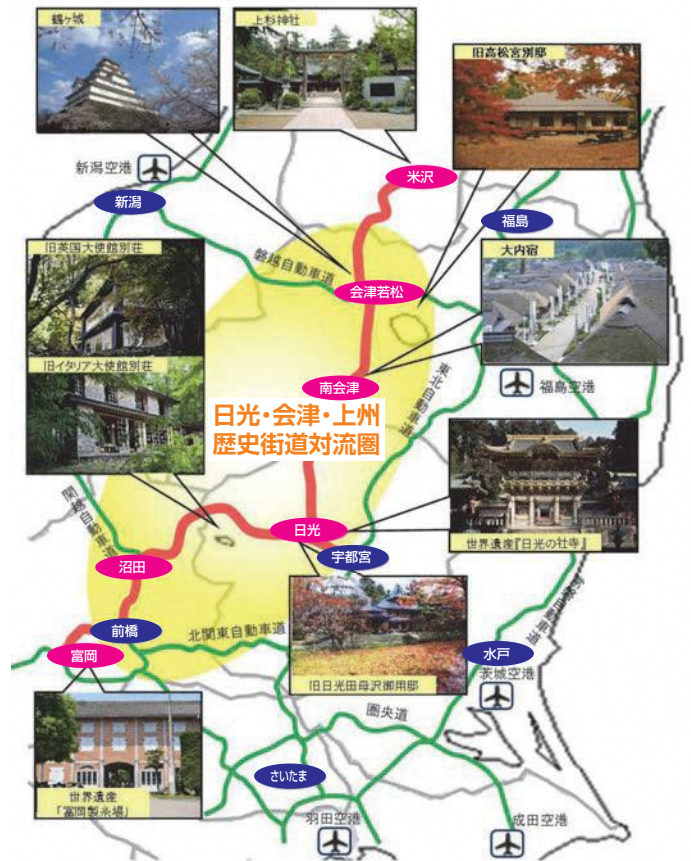 鶴ヶ城
上杉神社
旧高松宮別邸
新潟空港
米沢
新潟
福島
旧英国大使館別荘
磐越自動車道
大内宿
会津若松
旧イタリア大使館別荘
南会津
福島空港
東北自動車道
日光・会津・上州
歴史街道対流圏
関越自動車道
日光
世界遺産『日光の社寺』
宇都宮
沼田
常磐自動車道
前橋
北関東自動車道
富岡
水戸
茨城空港
旧日光田母沢御用邸
圏央道
さいたま
世界遺産
「富岡製糸場」
羽田空港
成田空港